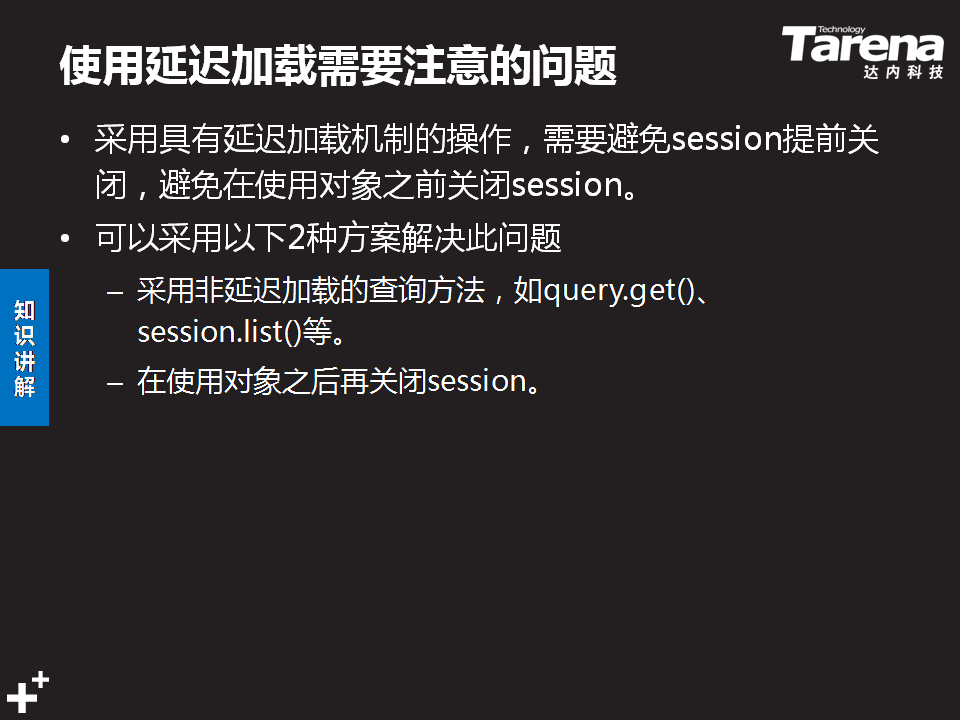 使用延迟加载需要注意的问题
Technology
Tarena
达内科技
• 采用具有延迟加载机制的操作，需要避免session提前关
闭，避免在使用对象之前关闭session。
• 可以采用以下2种方案解决此问题
– 采用非延迟加载的查询方法，如query.get()、
session.list()等。
– 在使用对象之后再关闭session。
知
识
讲
解